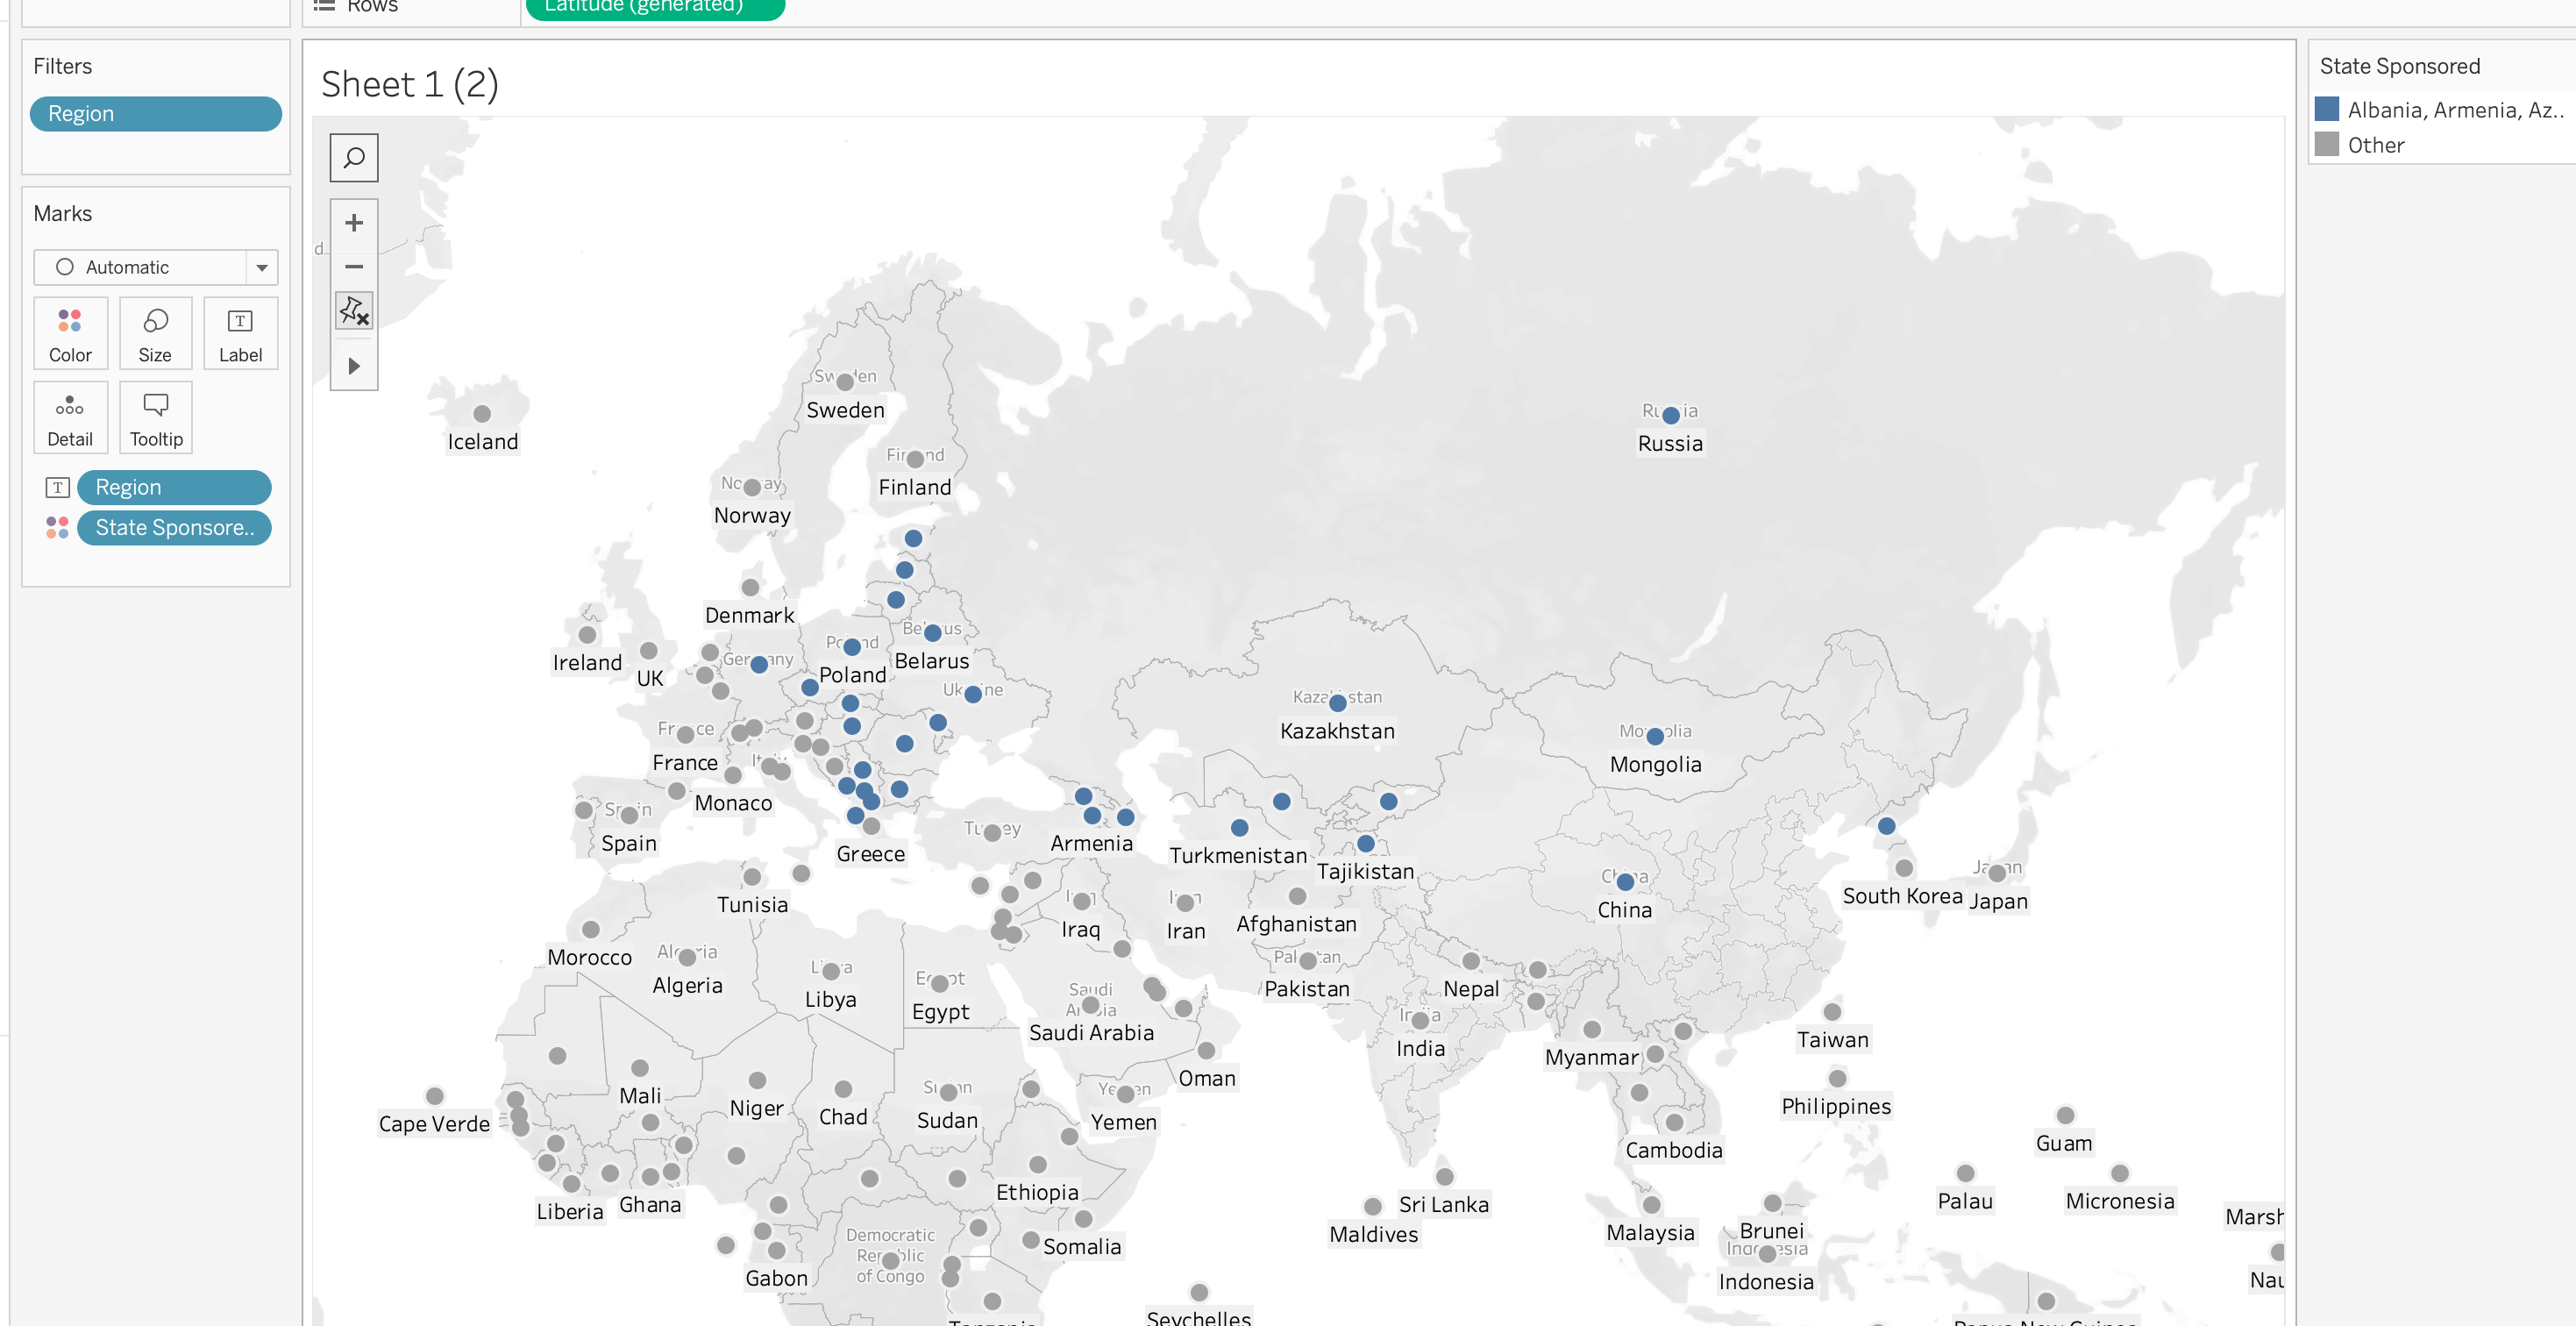 Rows
Latitude (generated)
Filters
Region
Marks
Automatic
Color
Size
Label
Detail
Tooltip
Region
State Sponsore..
Sheet 1 (2)
State Sponsored
Albania, Armenia, Az..
Other
d
Sweden
Iceland
Russia
Finland
Norway
Denmark
Ireland
UK
Poland
Belarus
France
Monaco
Spain
Greece
Armenia
Kazakhstan
Mongolia
Turkmenistan
Tajikistan
China
South Korea
Japan
Tunisia
Iraq
Iran
Afghanistan
Morocco
Algeria
Libya
Egypt
Saudi
Saudi Arabia
Pakistan
Nepal
India
Myanmar
Taiwan
Oman
Cape Verde
Mali
Niger
Chad
Sudan
Yemen
Philippines
Cambodia
Guam
Liberia
Ghana
Ethiopia
Maldives
Sri Lanka
Malaysia
Brunei
Palau
Micronesia
Marsh
Somalia
Democratic
of Congo
Gabon
Indonesia
Nau
Seychelles